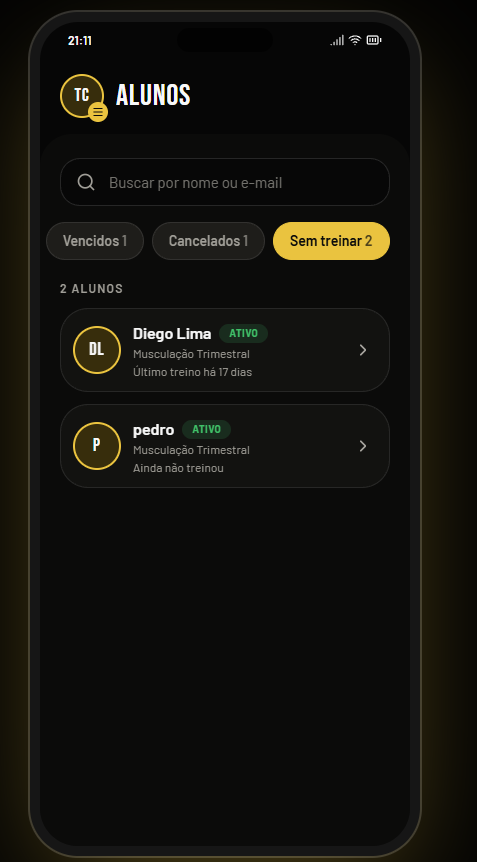 21:11
TC
ALUNOS
Buscar por nome ou e-mail
Vencidos 1
Cancelados 1
Sem treinar 2
2 ALUNOS
DL
Diego Lima ATIVO
Musculação Trimestral
Último treino há 17 dias
P
pedro ATIVO
Musculação Trimestral
Ainda não treinou